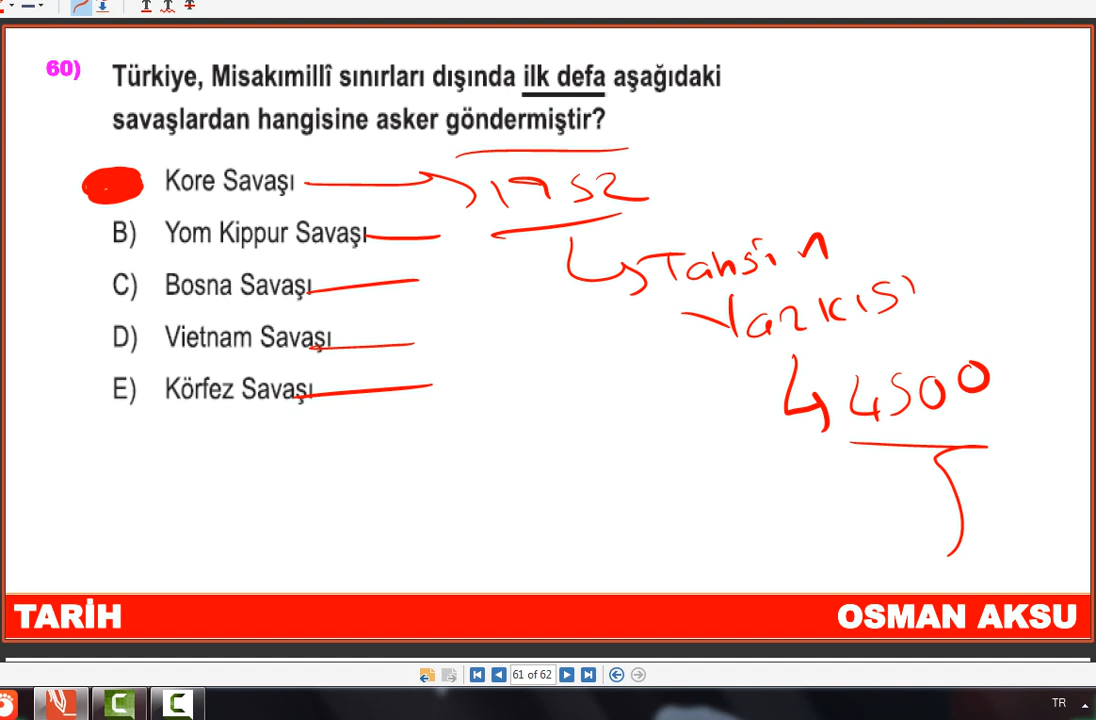 60)
Türkiye, Misakımillî sınırları dışında ilk defa aşağıdaki
savaşlardan hangisine asker göndermiştir?
Kore Savaşı
1952
B) Yom Kippur Savaşı
Tahsin
Yazkısı
C) Bosna Savaşı
D) Vietnam Savaşı
E) Körfez Savaşı
4500
TARİH
OSMAN AKSU
61 of 62
TR